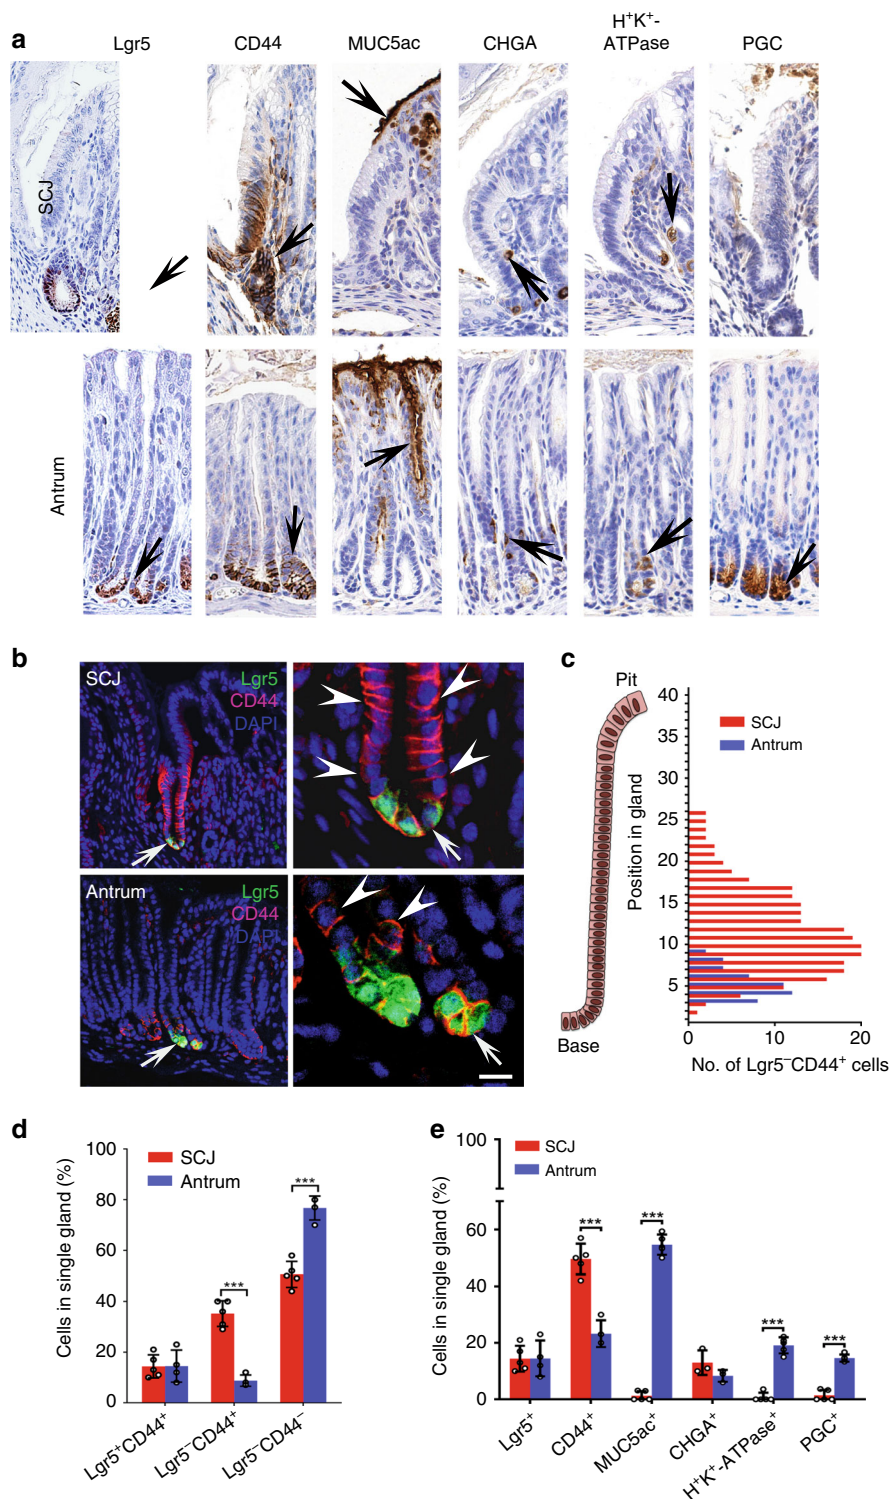 a
Lgr5 CD44 MUC5ac CHGA H⁺K⁺-ATPase PGC
SCJ
Antrum
b
SCJ Lgr5
CD44
DAPI
Antrum Lgr5
CD44
DAPI
c
Pit
Base
Position in gland
40
30
20
10
5
SCJ
Antrum
0 10 20
No. of Lgr5⁻CD44⁺ cells
d
Cells in single gland (%)
100
80
60
40
20
0
SCJ
Antrum
***
***
Lgr5⁺CD44⁺
Lgr5⁻CD44⁺
Lgr5⁻CD44⁻
e
Cells in single gland (%)
100
60
40
20
0
SCJ
Antrum
*** *** *** ***
Lgr5⁺
CD44⁺
MUC5ac⁺
CHGA⁺
H⁺K⁺-ATPase⁺
PGC⁺